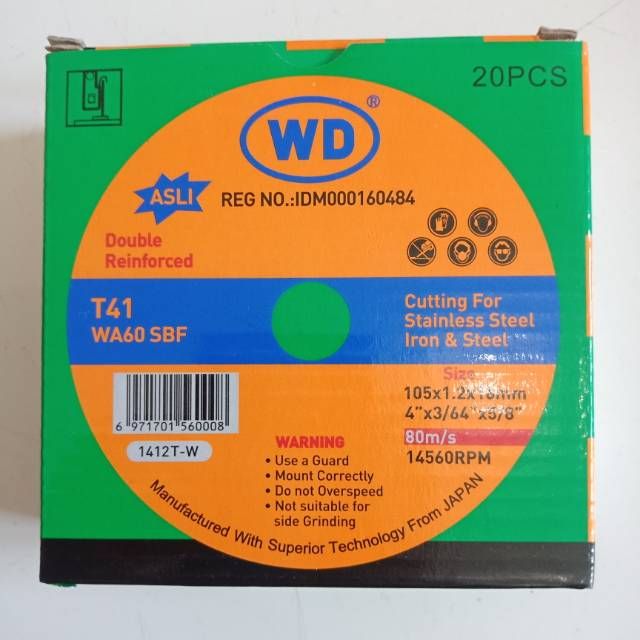 20PCS
WD®
ASLI
REG NO.:IDM000160484
Double
Reinforced
T41
WA60 SBF
Cutting For
Stainless Steel
Iron & Steel
Size
105x1.2x16mm
4"x3/64"x5/8"
80m/s
14560RPM
6 971701 560008
1412T-W
WARNING
• Use a Guard
• Mount Correctly
• Do not Overspeed
• Not suitable for
side Grinding
Manufactured With Superior Technology From JAPAN